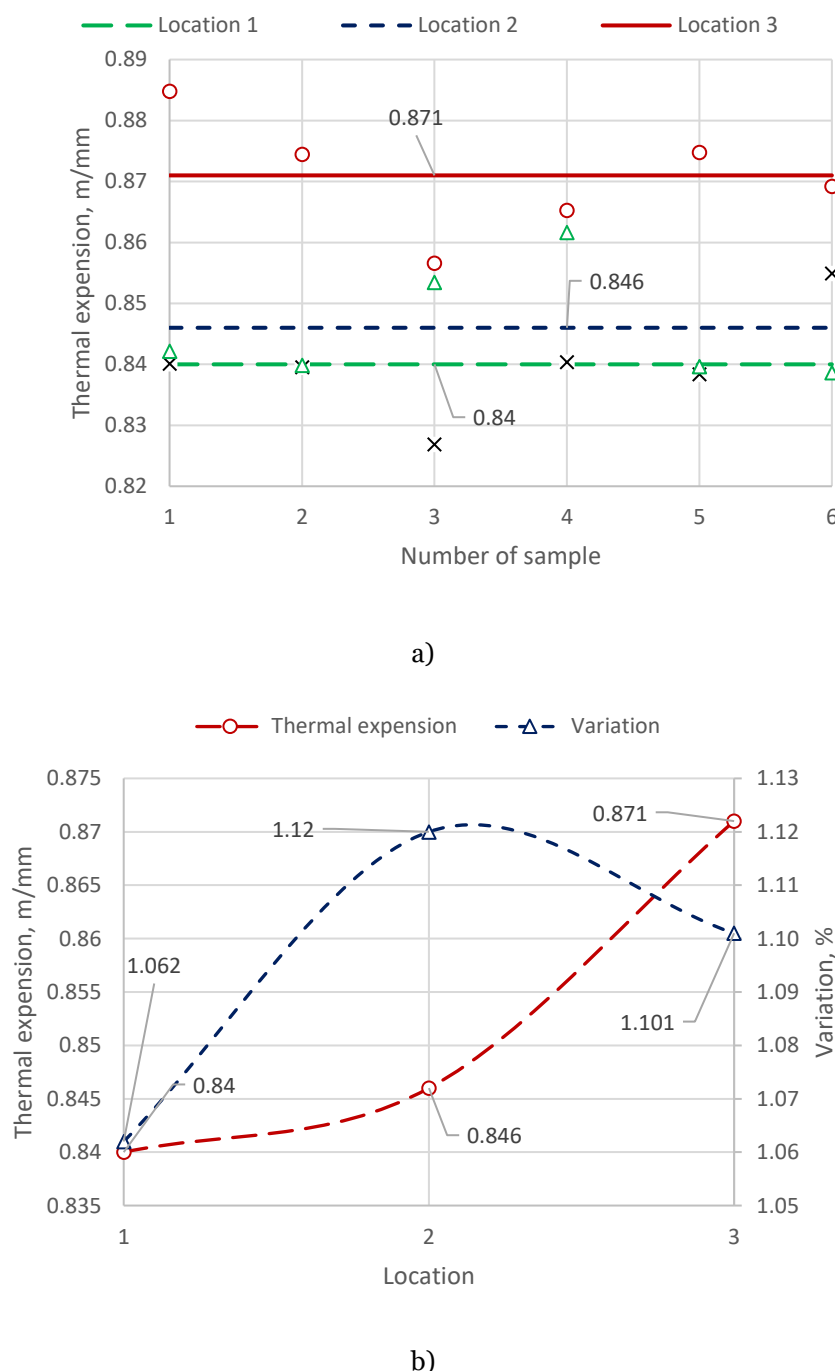 Location 1 Location 2 Location 3
0.89
0.88
0.871
0.87
0.86
0.846
0.85
0.84
0.84
0.83
0.82
1 2 3 4 5 6
Thermal expension, m/mm
Number of sample
a)
Thermal expension Variation
0.875 1.13
0.871
1.12
0.87 1.12
0.865 1.11
0.86 1.10
1.062
0.855 1.09
1.101
0.85 1.08
0.84
0.845 1.07
0.846
0.84 1.06
0.835 1.05
1 2 3
Thermal expension, m/mm
Variation, %
Location
b)